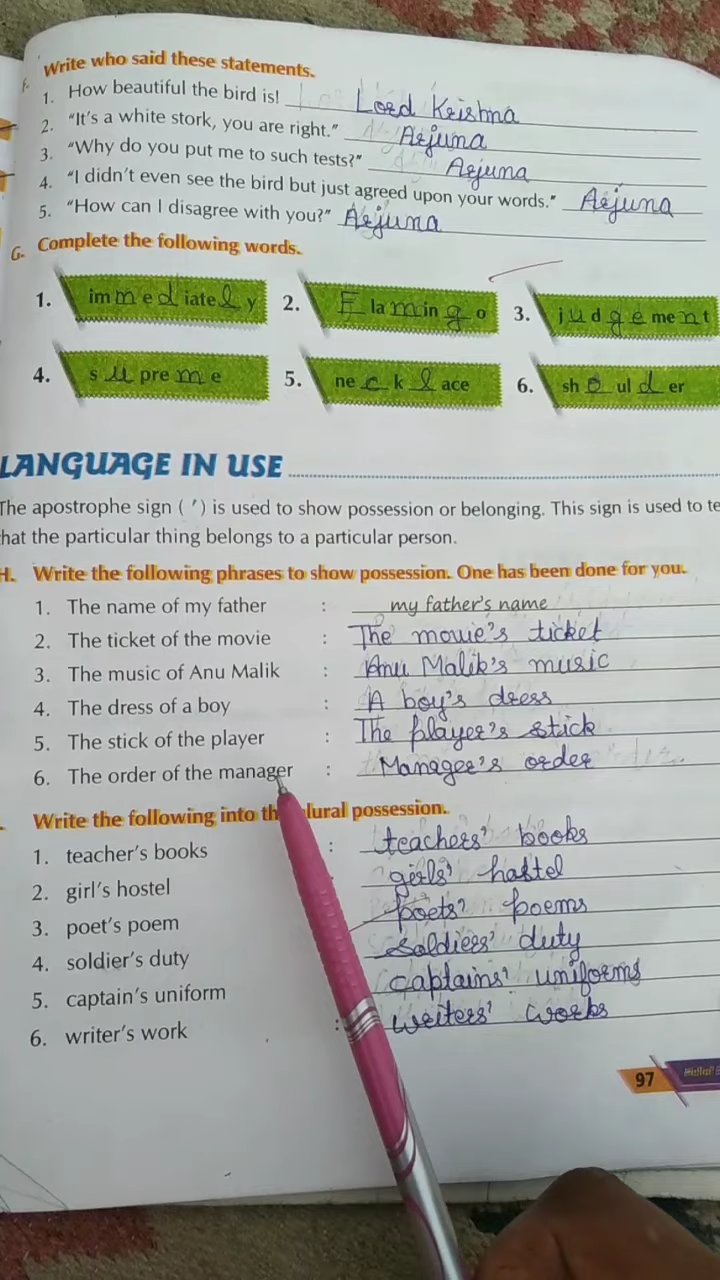 F. Write who said these statements.
1. How beautiful the bird is! Lord Krishna
2. "It's a white stork, you are right." Arjuna
3. "Why do you put me to such tests?" Arjuna
4. "I didn't even see the bird but just agreed upon your words." Arjuna
5. "How can I disagree with you?" Arjuna
G. Complete the following words.
1. immediately 2. Flamingo 3. judgement
4. supreme 5. necklace 6. shoulder
LANGUAGE IN USE
The apostrophe sign (') is used to show possession or belonging. This sign is used to te
hat the particular thing belongs to a particular person.
H. Write the following phrases to show possession. One has been done for you.
1. The name of my father : my father's name
2. The ticket of the movie : The movie's ticket
3. The music of Anu Malik : Anu Malik's music
4. The dress of a boy : A boy's dress
5. The stick of the player : The player's stick
6. The order of the manager : Manager's order
Write the following into the plural possession.
1. teacher's books : teachers' books
2. girl's hostel girls' hostel
3. poet's poem poets' poems
4. soldier's duty soldiers' duty
5. captain's uniform captains' uniforms
6. writer's work : writers' works
97